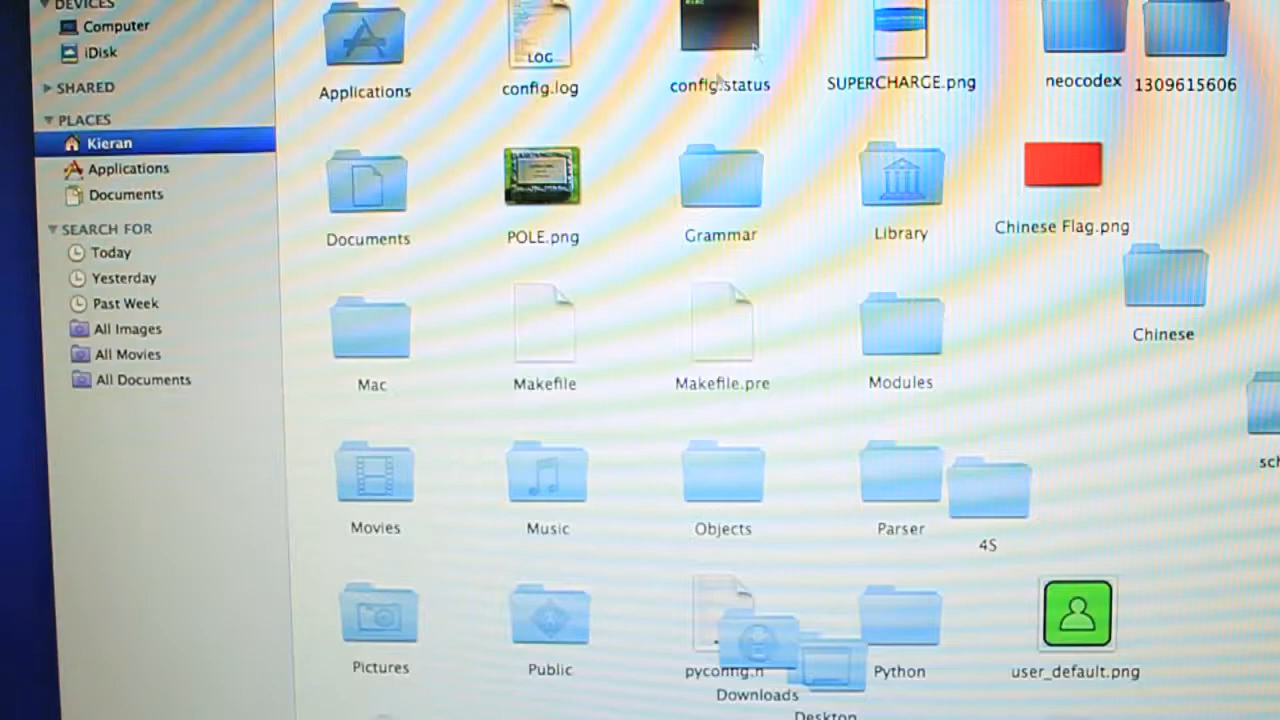 DEVICES
Computer
iDisk
SHARED
PLACES
Kieran
Applications
Documents
SEARCH FOR
Today
Yesterday
Past Week
All Images
All Movies
All Documents
LOG
Applications
config.log
config.status
SUPERCHARGE.png
neocodex
1309615606
Documents
POLE.png
Grammar
Library
Chinese Flag.png
Chinese
Mac
Makefile
Makefile.pre
Modules
Movies
Music
Objects
Parser
4S
Pictures
Public
pyconfig.h
Downloads
Desktop
Python
user_default.png